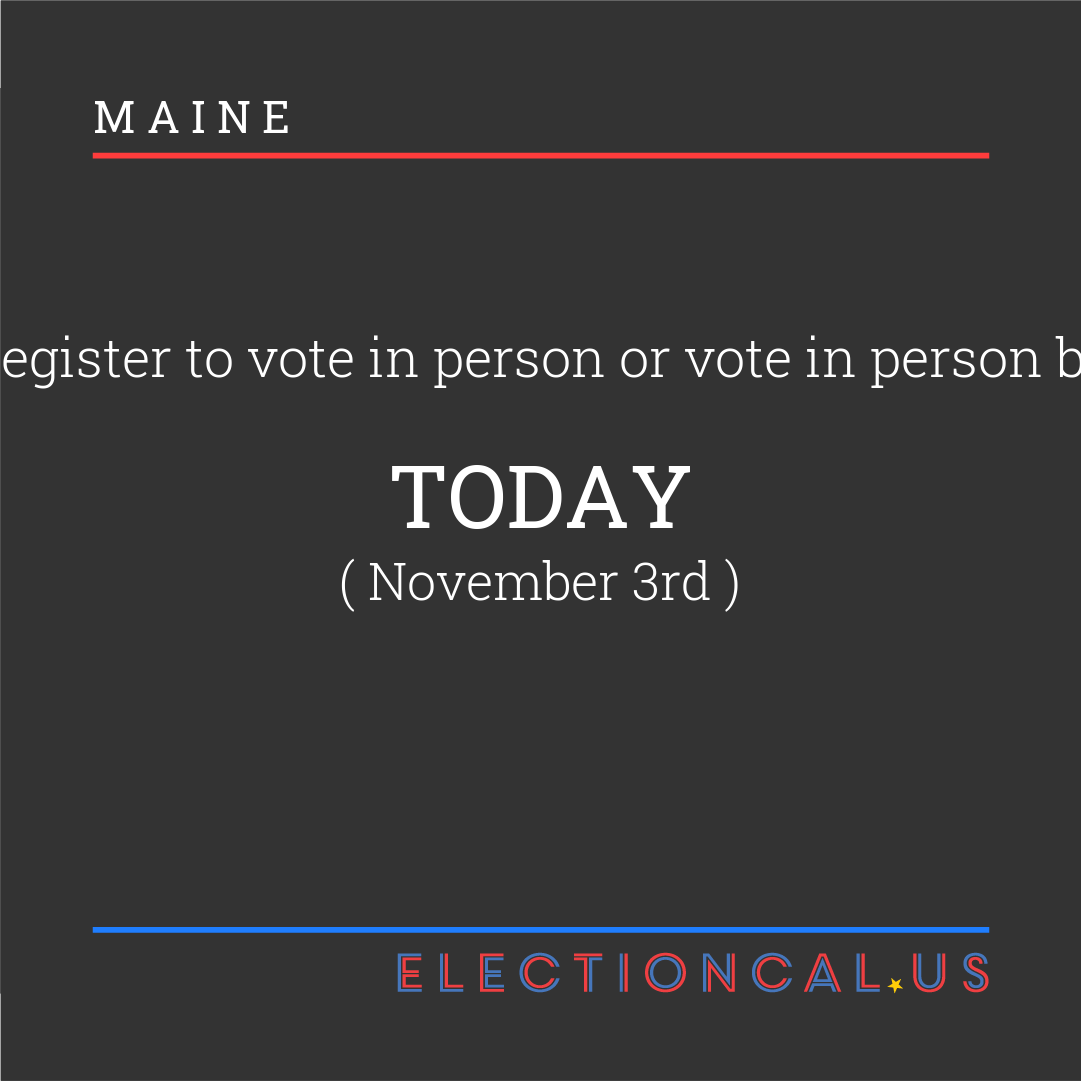 MAINE
egister to vote in person or vote in person b
TODAY
( November 3rd )
ELECTIONCAL.US